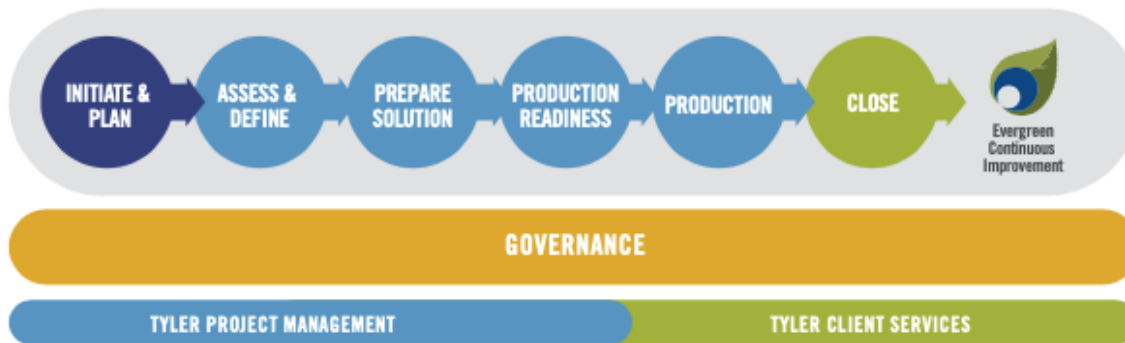 INITIATE &
PLAN
ASSESS &
DEFINE
PREPARE
SOLUTION
PRODUCTION
READINESS
PRODUCTION
CLOSE
Evergreen
Continuous
Improvement
GOVERNANCE
TYLER PROJECT MANAGEMENT
TYLER CLIENT SERVICES